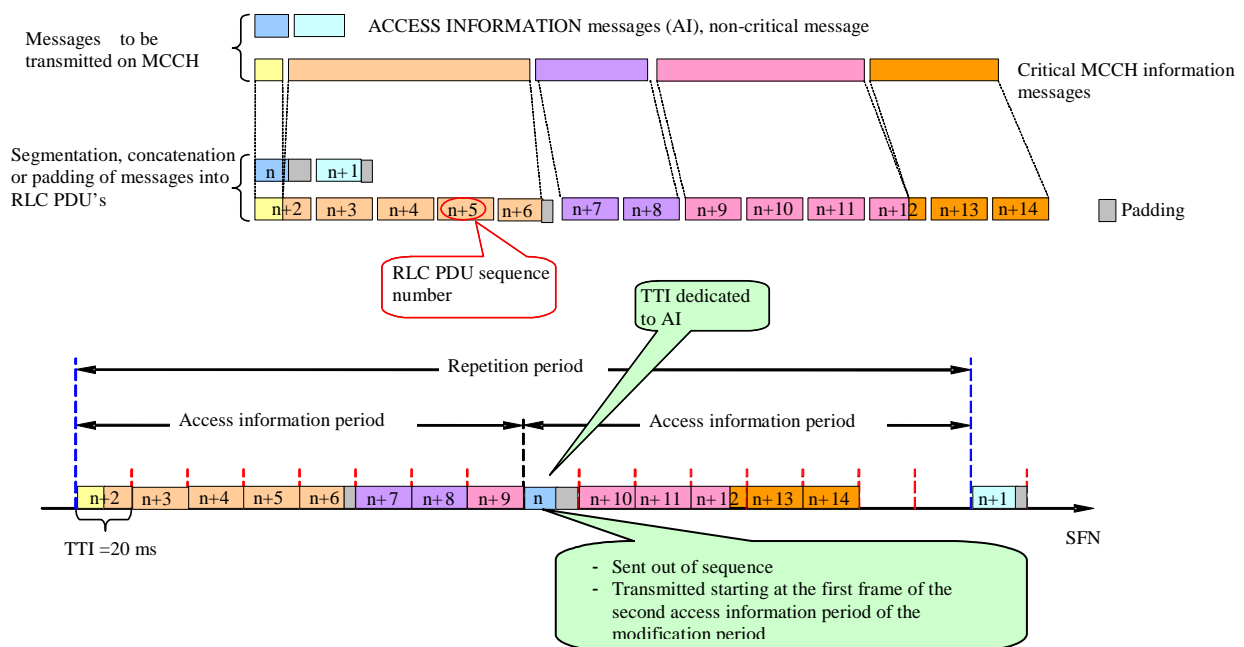 ACCESS INFORMATION messages (AI), non-critical message
Messages to be
transmitted on MCCH
Critical MCCH information
messages
Segmentation, concatenation
or padding of messages into
RLC PDU's
n
n+1
n+2
n+3
n+4
n+5
n+6
n+7
n+8
n+9
n+10
n+11
n+12
n+13
n+14
Padding
RLC PDU sequence
number
TTI dedicated
to AI
Repetition period
Access information period
Access information period
n+2
n+3
n+4
n+5
n+6
n+7
n+8
n+9
n
n+10
n+11
n+12
n+13
n+14
n+1
TTI =20 ms
SFN
- Sent out of sequence
- Transmitted starting at the first frame of the
second access information period of the
modification period